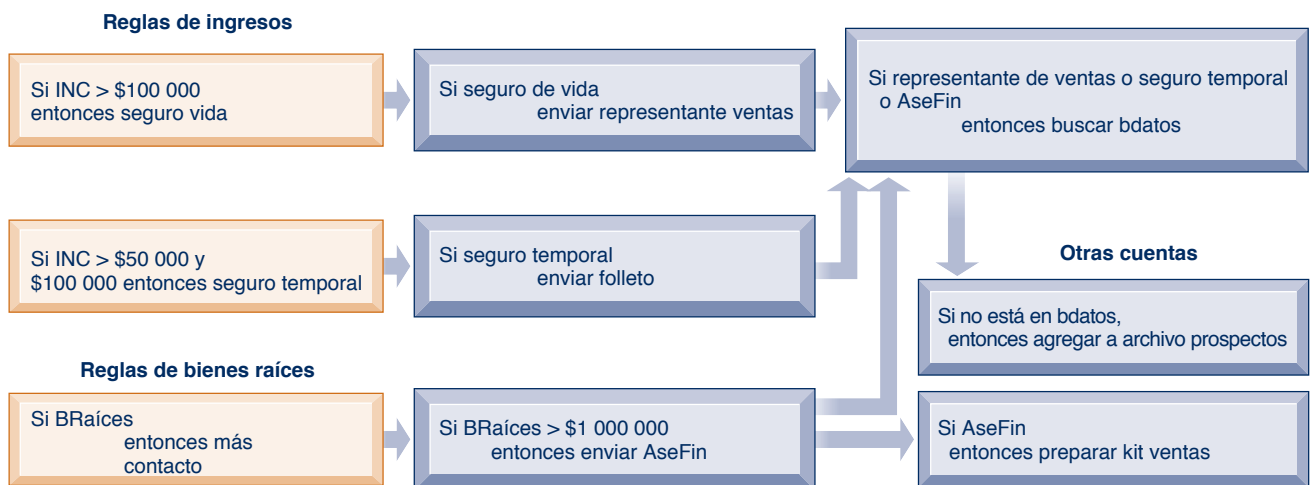 Reglas de ingresos
Si INC > $100 000
entonces seguro vida
Si seguro de vida
enviar representante ventas
Si representante de ventas o seguro temporal
o AseFin
entonces buscar bdatos
Si INC > $50 000 y
$100 000 entonces seguro temporal
Si seguro temporal
enviar folleto
Otras cuentas
Si no está en bdatos,
entonces agregar a archivo prospectos
Reglas de bienes raíces
Si BRaíces
entonces más
contacto
Si BRaíces > $1 000 000
entonces enviar AseFin
Si AseFin
entonces preparar kit ventas